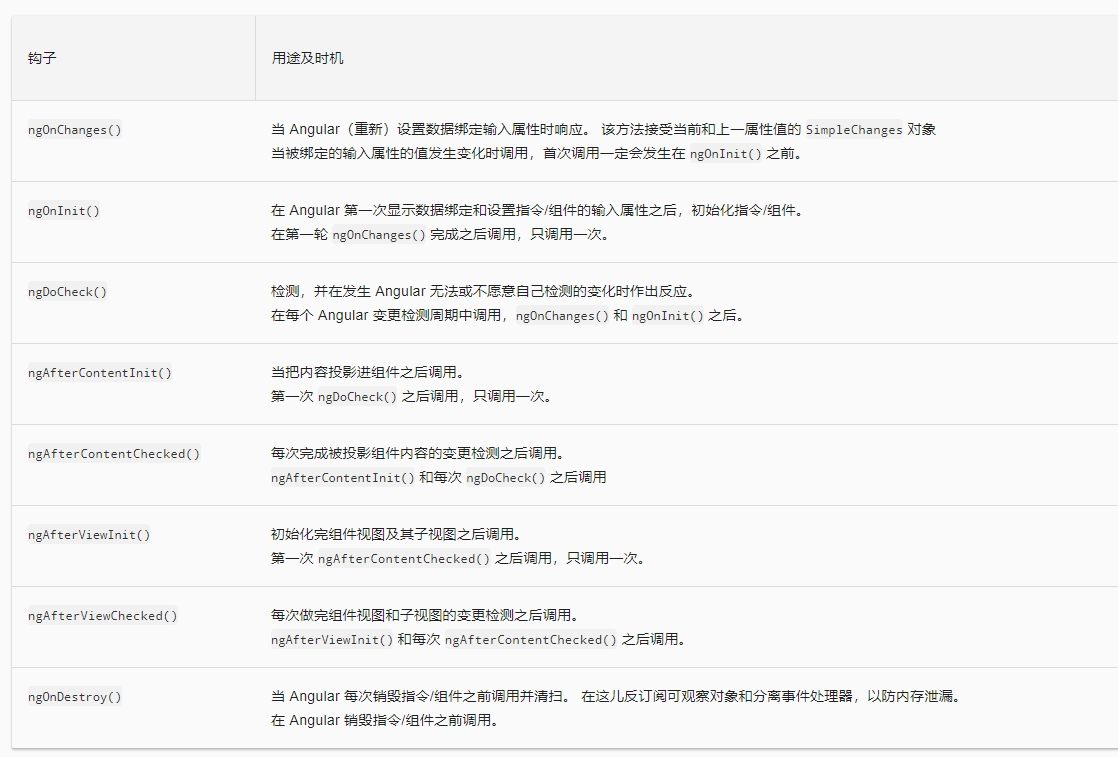 钩子 用途及时机
ngOnChanges() 当 Angular（重新）设置数据绑定输入属性时响应。 该方法接受当前和上一属性值的 SimpleChanges 对象
当被绑定的输入属性的值发生变化时调用，首次调用一定会发生在 ngOnInit() 之前。
ngOnInit() 在 Angular 第一次显示数据绑定和设置指令/组件的输入属性之后，初始化指令/组件。
在第一轮 ngOnChanges() 完成之后调用，只调用一次。
ngDoCheck() 检测，并在发生 Angular 无法或不愿意自己检测的变化时作出反应。
在每个 Angular 变更检测周期中调用，ngOnChanges() 和 ngOnInit() 之后。
ngAfterContentInit() 当把内容投影进组件之后调用。
第一次 ngDoCheck() 之后调用，只调用一次。
ngAfterContentChecked() 每次完成被投影组件内容的变更检测之后调用。
ngAfterContentInit() 和每次 ngDoCheck() 之后调用
ngAfterViewInit() 初始化完组件视图及其子视图之后调用。
第一次 ngAfterContentChecked() 之后调用，只调用一次。
ngAfterViewChecked() 每次做完组件视图和子视图的变更检测之后调用。
ngAfterViewInit() 和每次 ngAfterContentChecked() 之后调用。
ngOnDestroy() 当 Angular 每次销毁指令/组件之前调用并清扫。 在这儿反订阅可观察对象和分离事件处理器，以防内存泄漏。
在 Angular 销毁指令/组件之前调用。